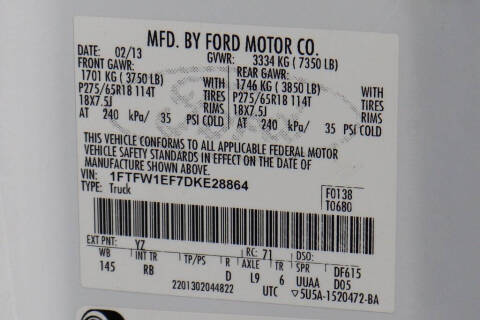 MFD. BY FORD MOTOR CO.
DATE: 02/13 GVWR: 3334 KG ( 7350 LB)
FRONT GAWR: REAR GAWR:
1701 KG ( 3750 LB) 1746 KG ( 3850 LB)
P275/65R18 114T WITH TIRES P275/65R18 114T WITH TIRES
18X7.5J RIMS 18X7.5J RIMS
AT 240 kPa/ 35 PSI COLD AT 240 kPa/ 35 PSI COLD
THIS VEHICLE CONFORMS TO ALL APPLICABLE FEDERAL MOTOR
VEHICLE SAFETY STANDARDS IN EFFECT ON THE DATE OF
MANUFACTURE SHOWN ABOVE.
VIN: 1FTFW1EF7DKE28864
TYPE: Truck
F0138
T0680
EXT PNT: YZ RC: 71 DSO:
WB INT TR TP/PS R AXLE TR SPR DF615
145 RB D L9 6 UUAA D05
2201302044822 UTC 5U5A-1520472-BA